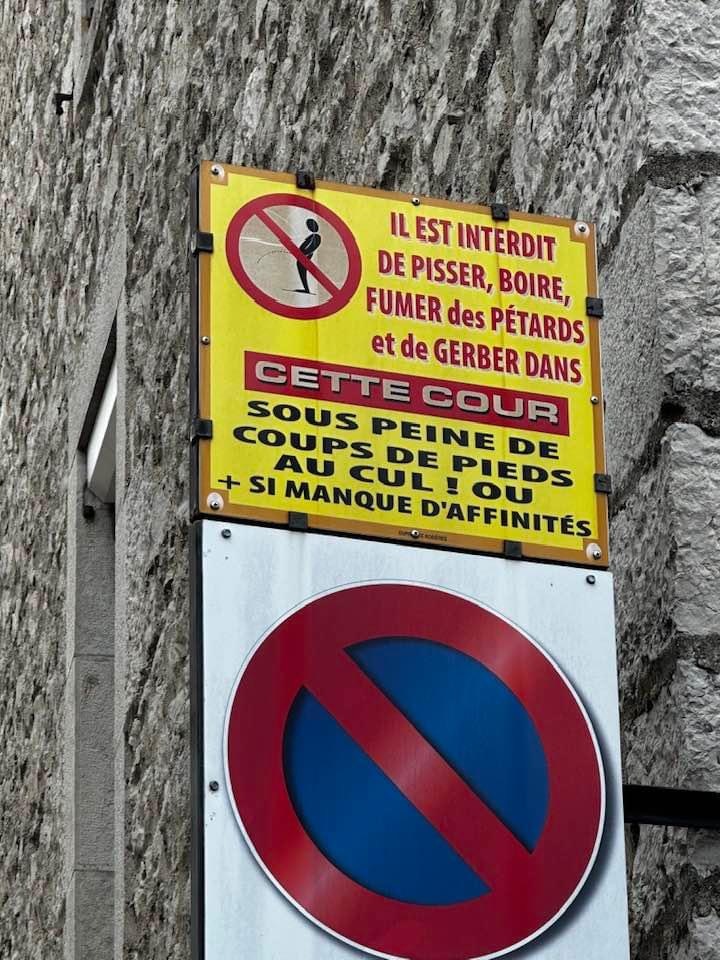 IL EST INTERDIT
DE PISSER, BOIRE,
FUMER des PÉTARDS
et de GERBER DANS
CETTE COUR
SOUS PEINE DE
COUPS DE PIEDS
AU CUL ! OU
+ SI MANQUE D'AFFINITÉS